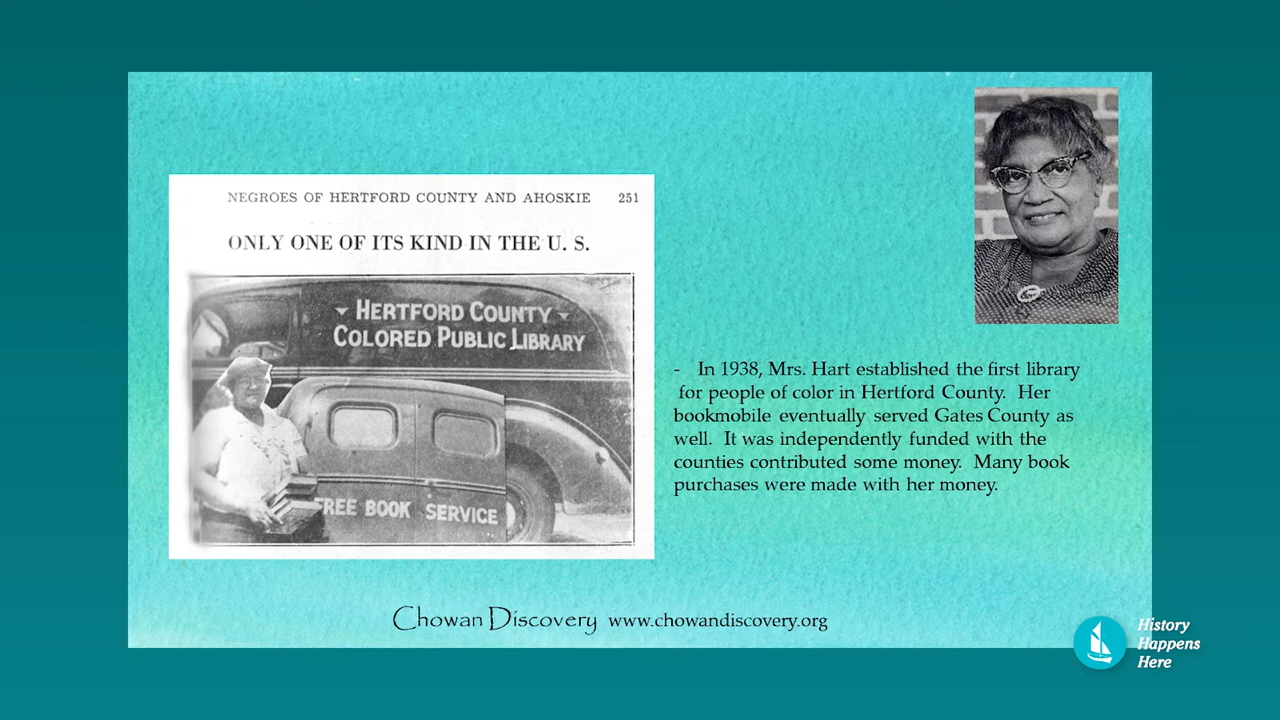 NEGROES OF HERTFORD COUNTY AND AHOSKIE 251
ONLY ONE OF ITS KIND IN THE U. S.
HERTFORD COUNTY
COLORED PUBLIC LIBRARY
FREE BOOK SERVICE
- In 1938, Mrs. Hart established the first library
for people of color in Hertford County. Her
bookmobile eventually served Gates County as
well. It was independently funded with the
counties contributed some money. Many book
purchases were made with her money.
Chowan Discovery www.chowandiscovery.org
History
Happens
Here